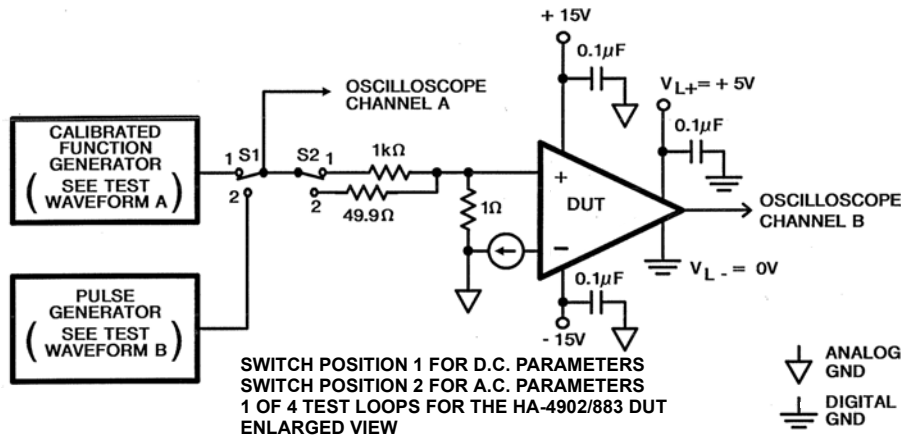 + 15V
0.1µF
V L+ = + 5V
0.1µF
OSCILLOSCOPE
CHANNEL A
CALIBRATED
FUNCTION
GENERATOR
( SEE TEST
WAVEFORM A )
1
S1
2
S2
1
2
1kΩ
49.9Ω
1Ω
+
DUT
−
OSCILLOSCOPE
CHANNEL B
V L - = 0V
0.1µF
- 15V
PULSE
GENERATOR
( SEE TEST
WAVEFORM B )
SWITCH POSITION 1 FOR D.C. PARAMETERS
SWITCH POSITION 2 FOR A.C. PARAMETERS
1 OF 4 TEST LOOPS FOR THE HA-4902/883 DUT
ENLARGED VIEW
ANALOG
GND
DIGITAL
GND